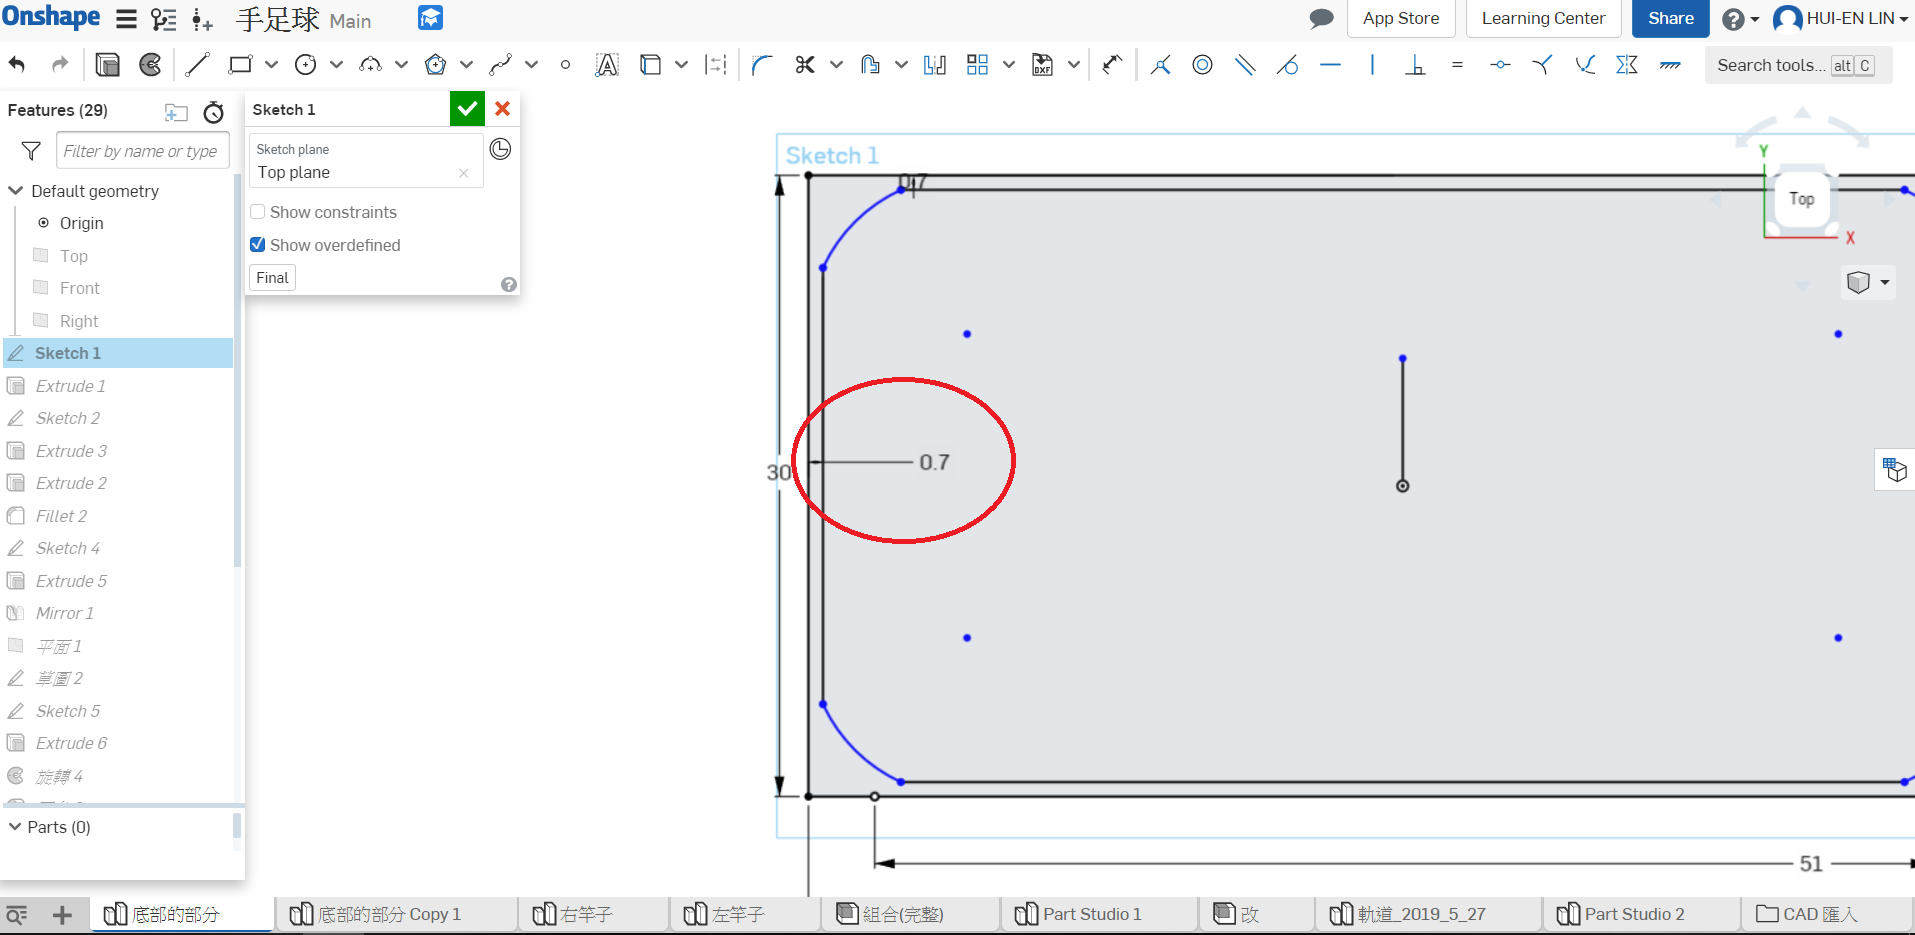 Onshape 手足球 Main App Store Learning Center Share HUI-EN LIN
Search tools... alt C
Features (29)
Filter by name or type
Default geometry
Origin
Top
Front
Right
Sketch 1
Extrude 1
Sketch 2
Extrude 3
Extrude 2
Fillet 2
Sketch 4
Extrude 5
Mirror 1
平面 1
草圖 2
Sketch 5
Extrude 6
旋轉 4
Parts (0)
Sketch 1
Sketch plane
Top plane
Show constraints
Show overdefined
Final
Sketch 1
0.7
Y
Top
X
0.7
30
51
底部的部分 底部的部分 Copy 1 右竿子 左竿子 組合(完整) Part Studio 1 改 軌道_2019_5_27 Part Studio 2 CAD 匯入